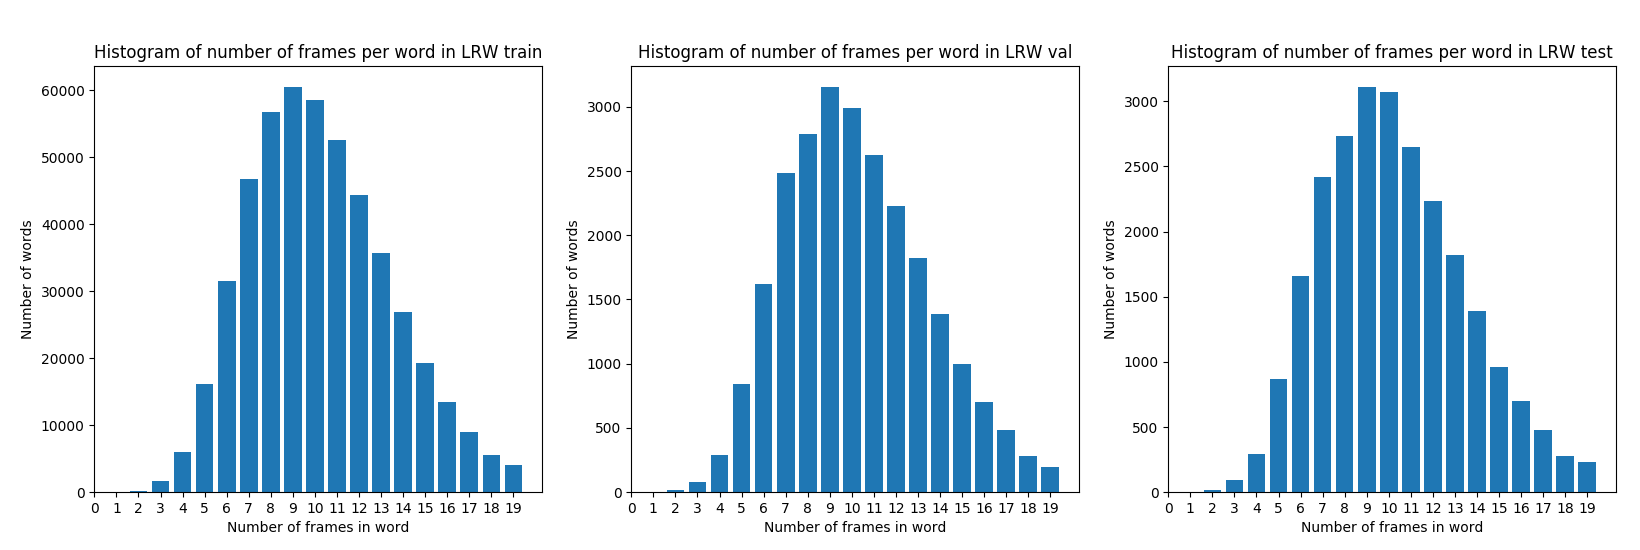 Histogram of number of frames per word in LRW train
Number of words
60000
50000
40000
30000
20000
10000
0
0 1 2 3 4 5 6 7 8 9 10 11 12 13 14 15 16 17 18 19
Number of frames in word
Histogram of number of frames per word in LRW val
Number of words
3000
2500
2000
1500
1000
500
0
0 1 2 3 4 5 6 7 8 9 10 11 12 13 14 15 16 17 18 19
Number of frames in word
Histogram of number of frames per word in LRW test
Number of words
3000
2500
2000
1500
1000
500
0
0 1 2 3 4 5 6 7 8 9 10 11 12 13 14 15 16 17 18 19
Number of frames in word